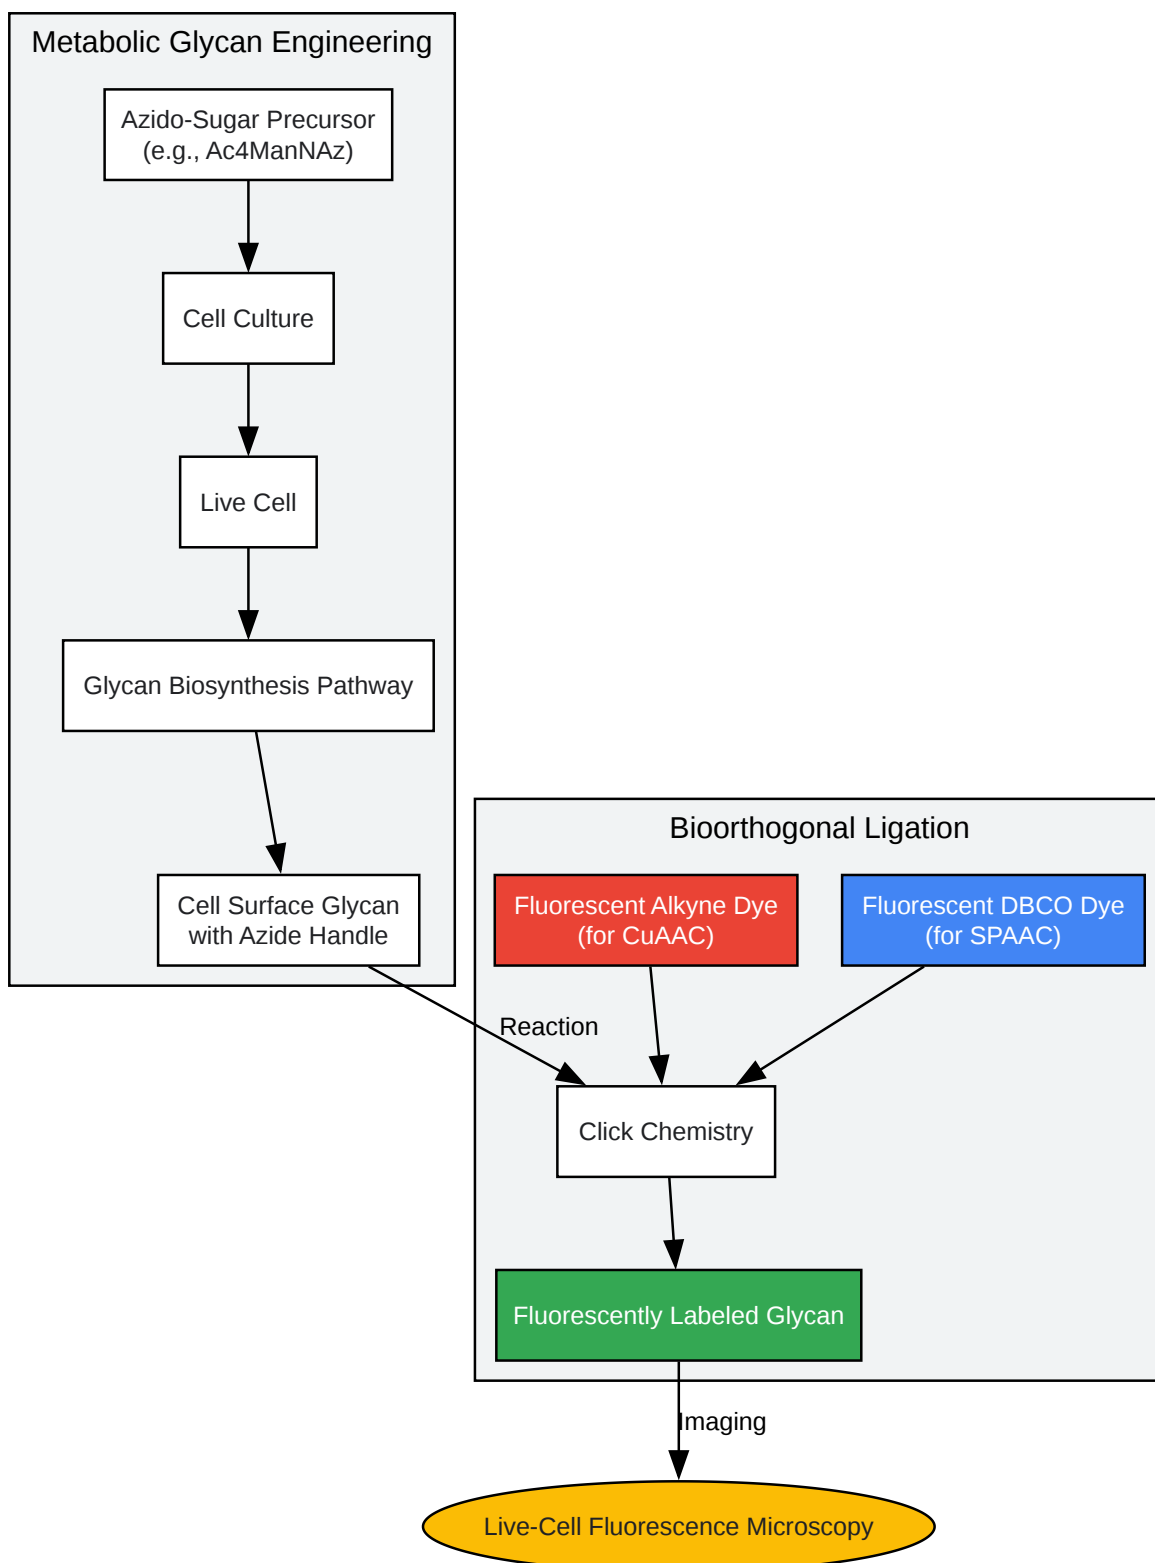 Metabolic Glycan Engineering
Azido-Sugar Precursor
(e.g., Ac4ManNAz)
Cell Culture
Live Cell
Glycan Biosynthesis Pathway
Cell Surface Glycan
with Azide Handle
Bioorthogonal Ligation
Fluorescent Alkyne Dye
(for CuAAC)
Fluorescent DBCO Dye
(for SPAAC)
Reaction
Click Chemistry
Fluorescently Labeled Glycan
Imaging
Live-Cell Fluorescence Microscopy